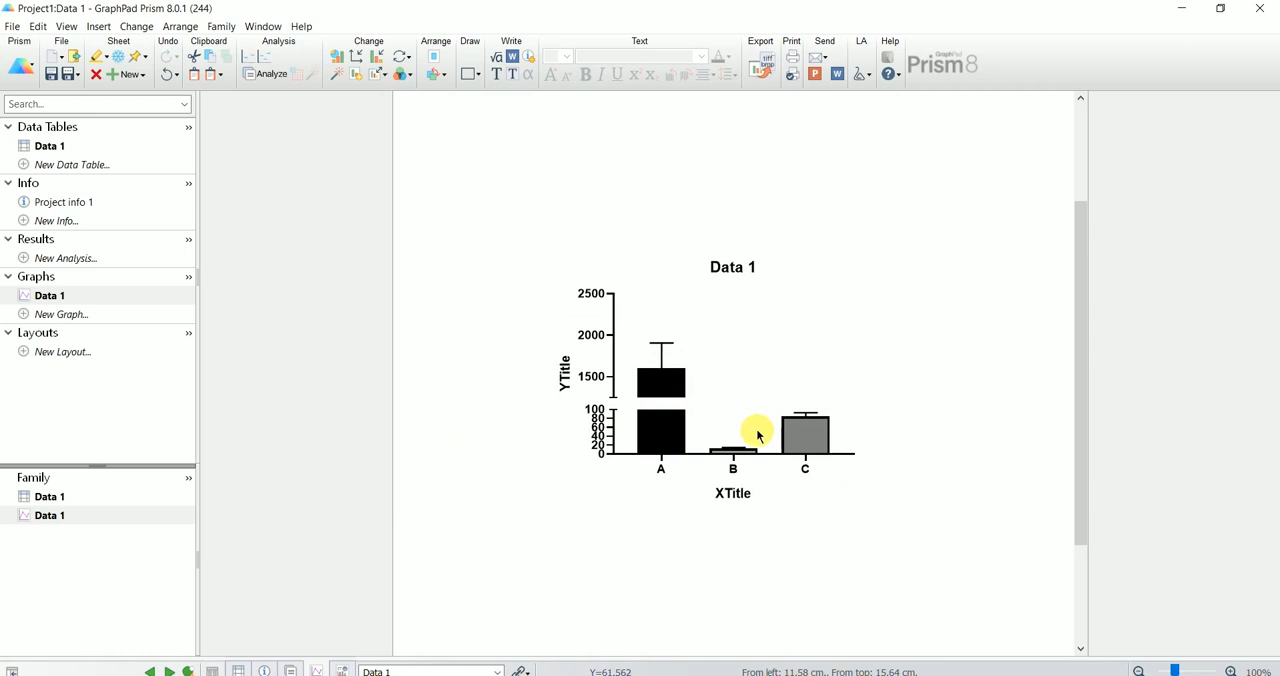 Project1:Data 1 - GraphPad Prism 8.0.1 (244)
File Edit View Insert Change Arrange Family Window Help
Prism File Sheet Undo Clipboard Analysis Change Arrange Draw Write Text Export Print Send LA Help
New
Analyze
tiff
bmp
GraphPad
Prism8
Search...
Data Tables
Data 1
New Data Table...
Info
Project info 1
New Info...
Results
New Analysis...
Graphs
Data 1
New Graph...
Layouts
New Layout...
Family
Data 1
Data 1
Data 1
2500
2000
1500
100
80
60
40
20
0
YTitle
A B C
XTitle
Data 1
Y=61.562
From left: 11.58 cm., From top: 15.64 cm.
100%